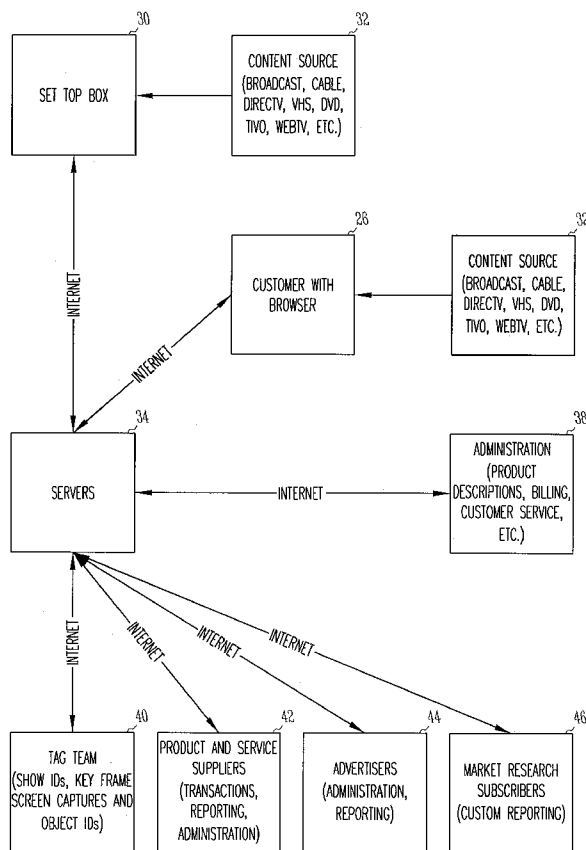 30
SET TOP BOX
32
CONTENT SOURCE
(BROADCAST, CABLE,
DIRECTV, VHS, DVD,
TIVO, WEBTV, ETC.)
INTERNET
28
CUSTOMER WITH
BROWSER
32
CONTENT SOURCE
(BROADCAST, CABLE,
DIRECTV, VHS, DVD,
TIVO, WEBTV, ETC.)
INTERNET
34
SERVERS
INTERNET
38
ADMINISTRATION
(PRODUCT
DESCRIPTIONS, BILLING,
CUSTOMER SERVICE,
ETC.)
INTERNET
INTERNET
INTERNET
INTERNET
40
TAG TEAM
(SHOW IDs, KEY FRAME
SCREEN CAPTURES AND
OBJECT IDs)
42
PRODUCT AND SERVICE
SUPPLIERS
(TRANSACTIONS,
REPORTING,
ADMINISTRATION)
44
ADVERTISERS
(ADMINISTRATION,
REPORTING)
46
MARKET RESEARCH
SUBSCRIBERS
(CUSTOM REPORTING)